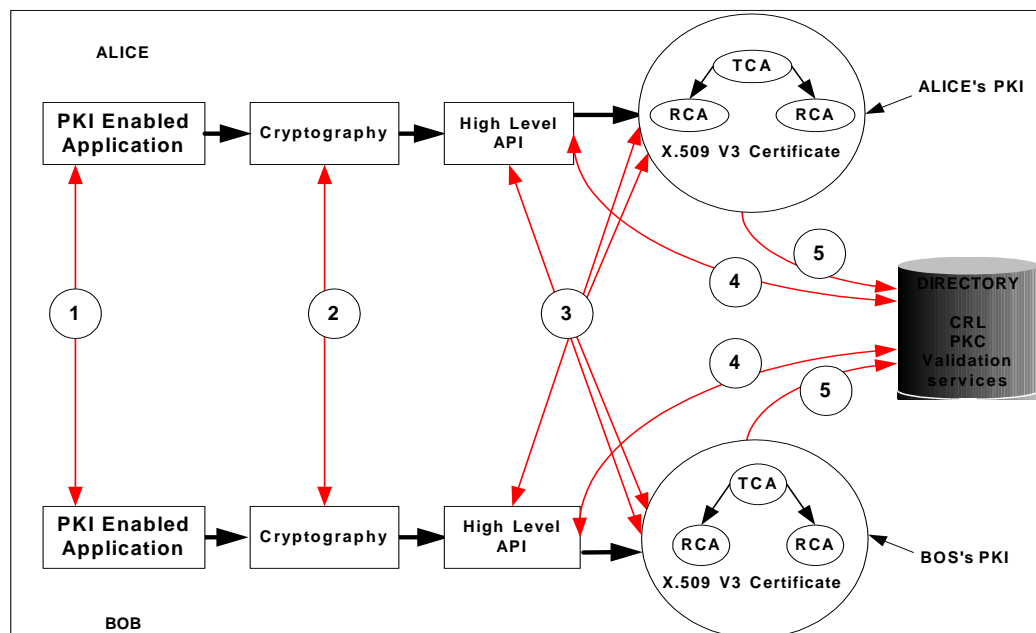 ALICE
PKI Enabled
Application
Cryptography
High Level
API
TCA
RCA
RCA
X.509 V3 Certificate
ALICE's PKI
1
2
3
4
5
DIRECTORY
CRL
PKC
Validation
services
4
5
PKI Enabled
Application
Cryptography
High Level
API
TCA
RCA
RCA
X.509 V3 Certificate
BOS's PKI
BOB